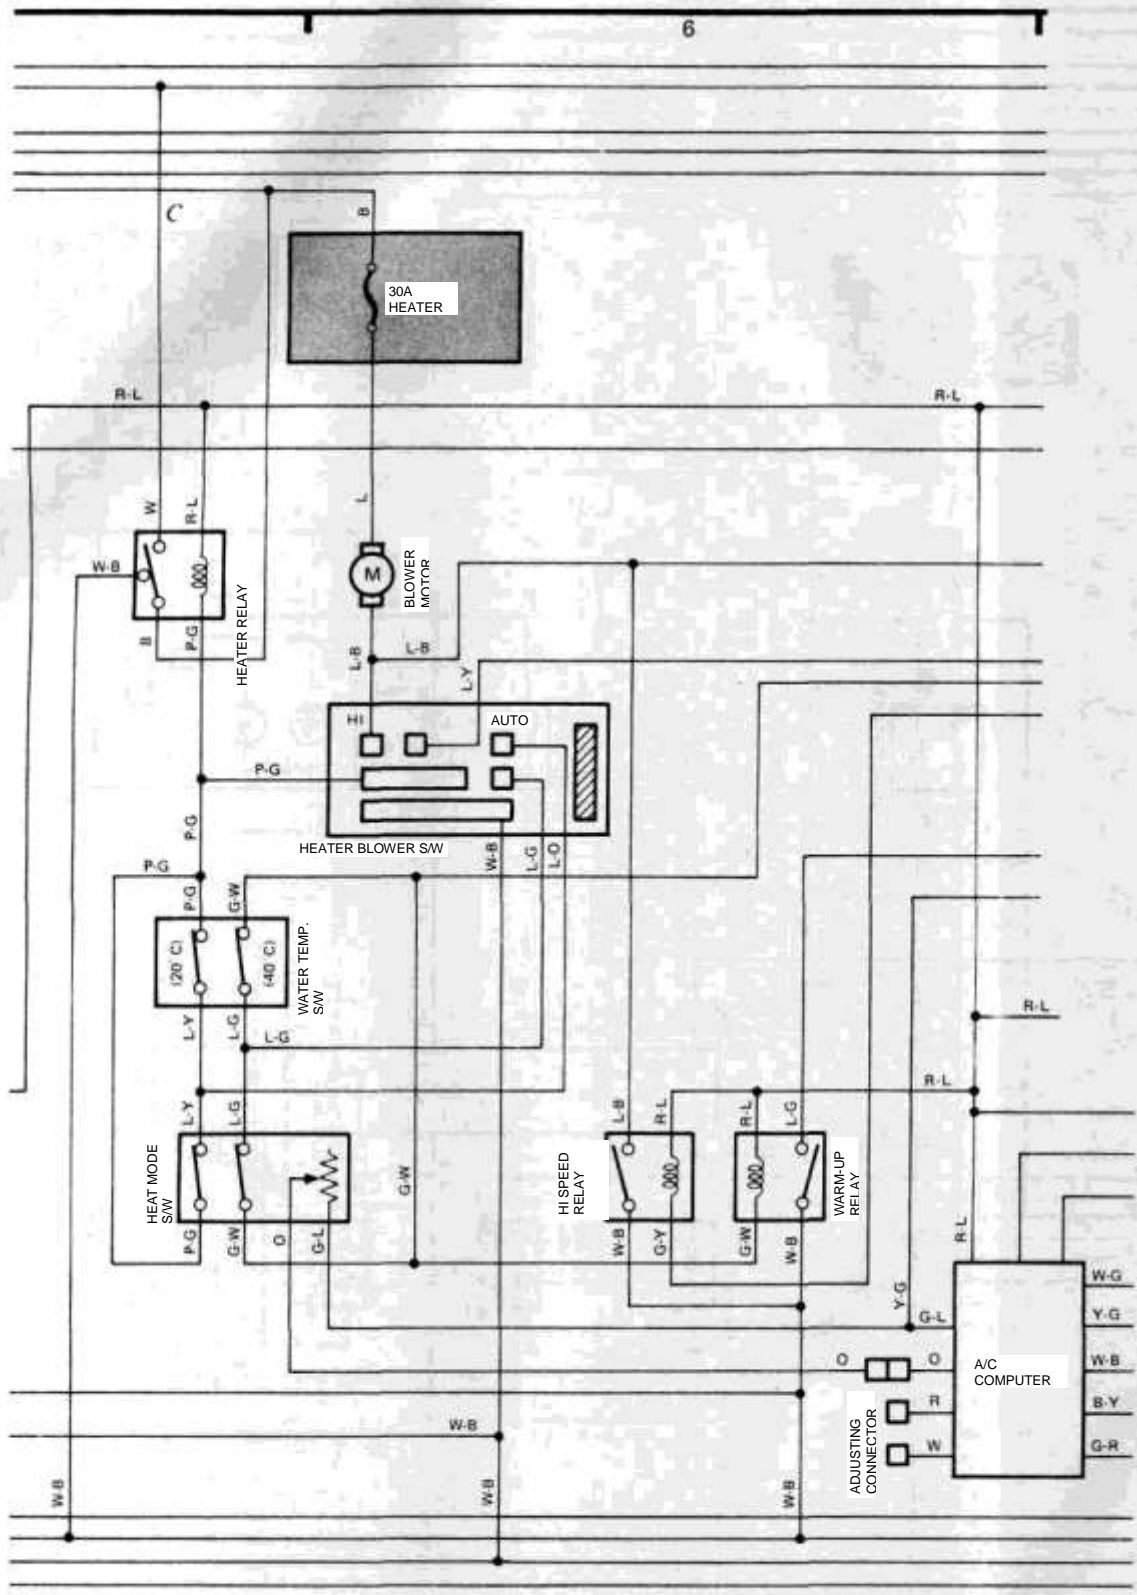 6
C
B
30A
HEATER
R-L
R-L
W
R-L
L
W-B
M
BLOWER
MOTOR
HEATER RELAY
B
P-G
L-B
L-B
L-Y
HI
AUTO
P-G
P-G
HEATER BLOWER S/W
W-B
L-G
L-O
P-G
P-G
G-W
(20°C)
(40°C)
WATER TEMP.
S/W
R-L
L-Y
L-G
L-G
R-L
L-Y
L-G
L-B
R-L
R-L
L-G
HEAT MODE
S/W
G-W
HI SPEED
RELAY
WARM-UP
RELAY
P-G
G-W
O
G-L
W-B
G-Y
G-W
W-B
R-L
Y-G
G-L
W-G
Y-G
O
O
A/C
COMPUTER
W-B
R
B-Y
ADJUSTING
CONNECTOR
W
G-R
W-B
W-B
W-B
W-B